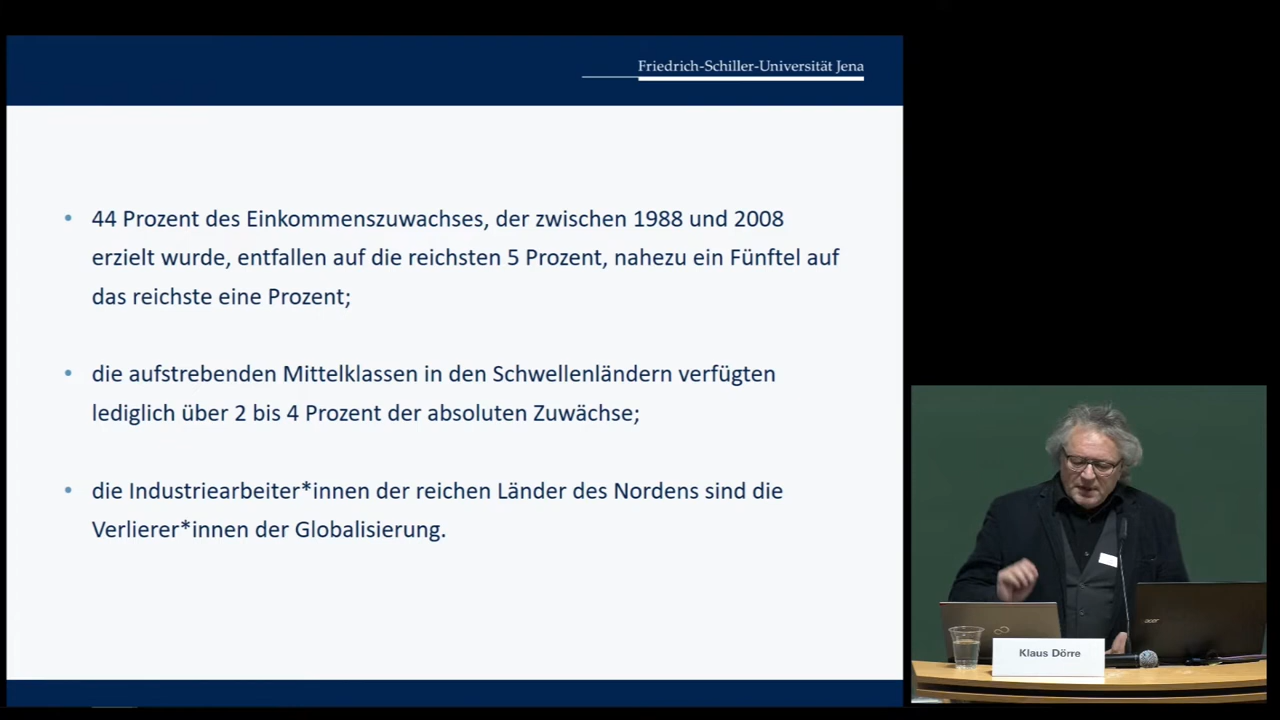 Friedrich-Schiller-Universität Jena
• 44 Prozent des Einkommenszuwachses, der zwischen 1988 und 2008
erzielt wurde, entfallen auf die reichsten 5 Prozent, nahezu ein Fünftel auf
das reichste eine Prozent;
• die aufstrebenden Mittelklassen in den Schwellenländern verfügten
lediglich über 2 bis 4 Prozent der absoluten Zuwächse;
• die Industriearbeiter*innen der reichen Länder des Nordens sind die
Verlierer*innen der Globalisierung.
acer
Klaus Dörre